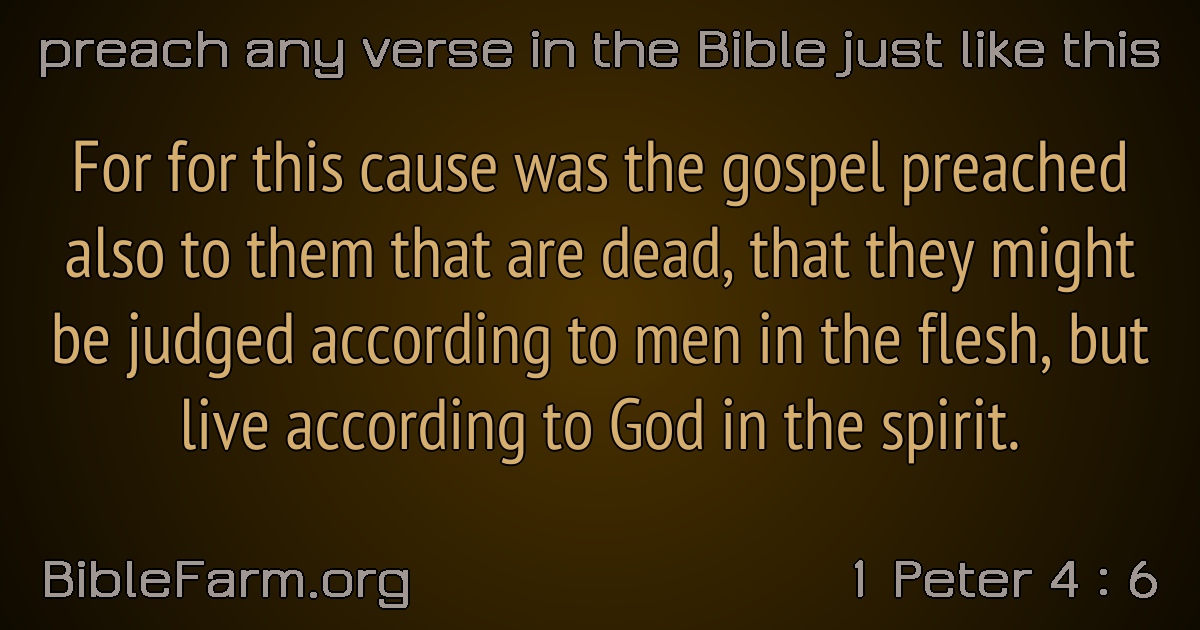 preach any verse in the Bible just like this
For for this cause was the gospel preached
also to them that are dead, that they might
be judged according to men in the flesh, but
live according to God in the spirit.
BibleFarm.org
1 Peter 4 : 6